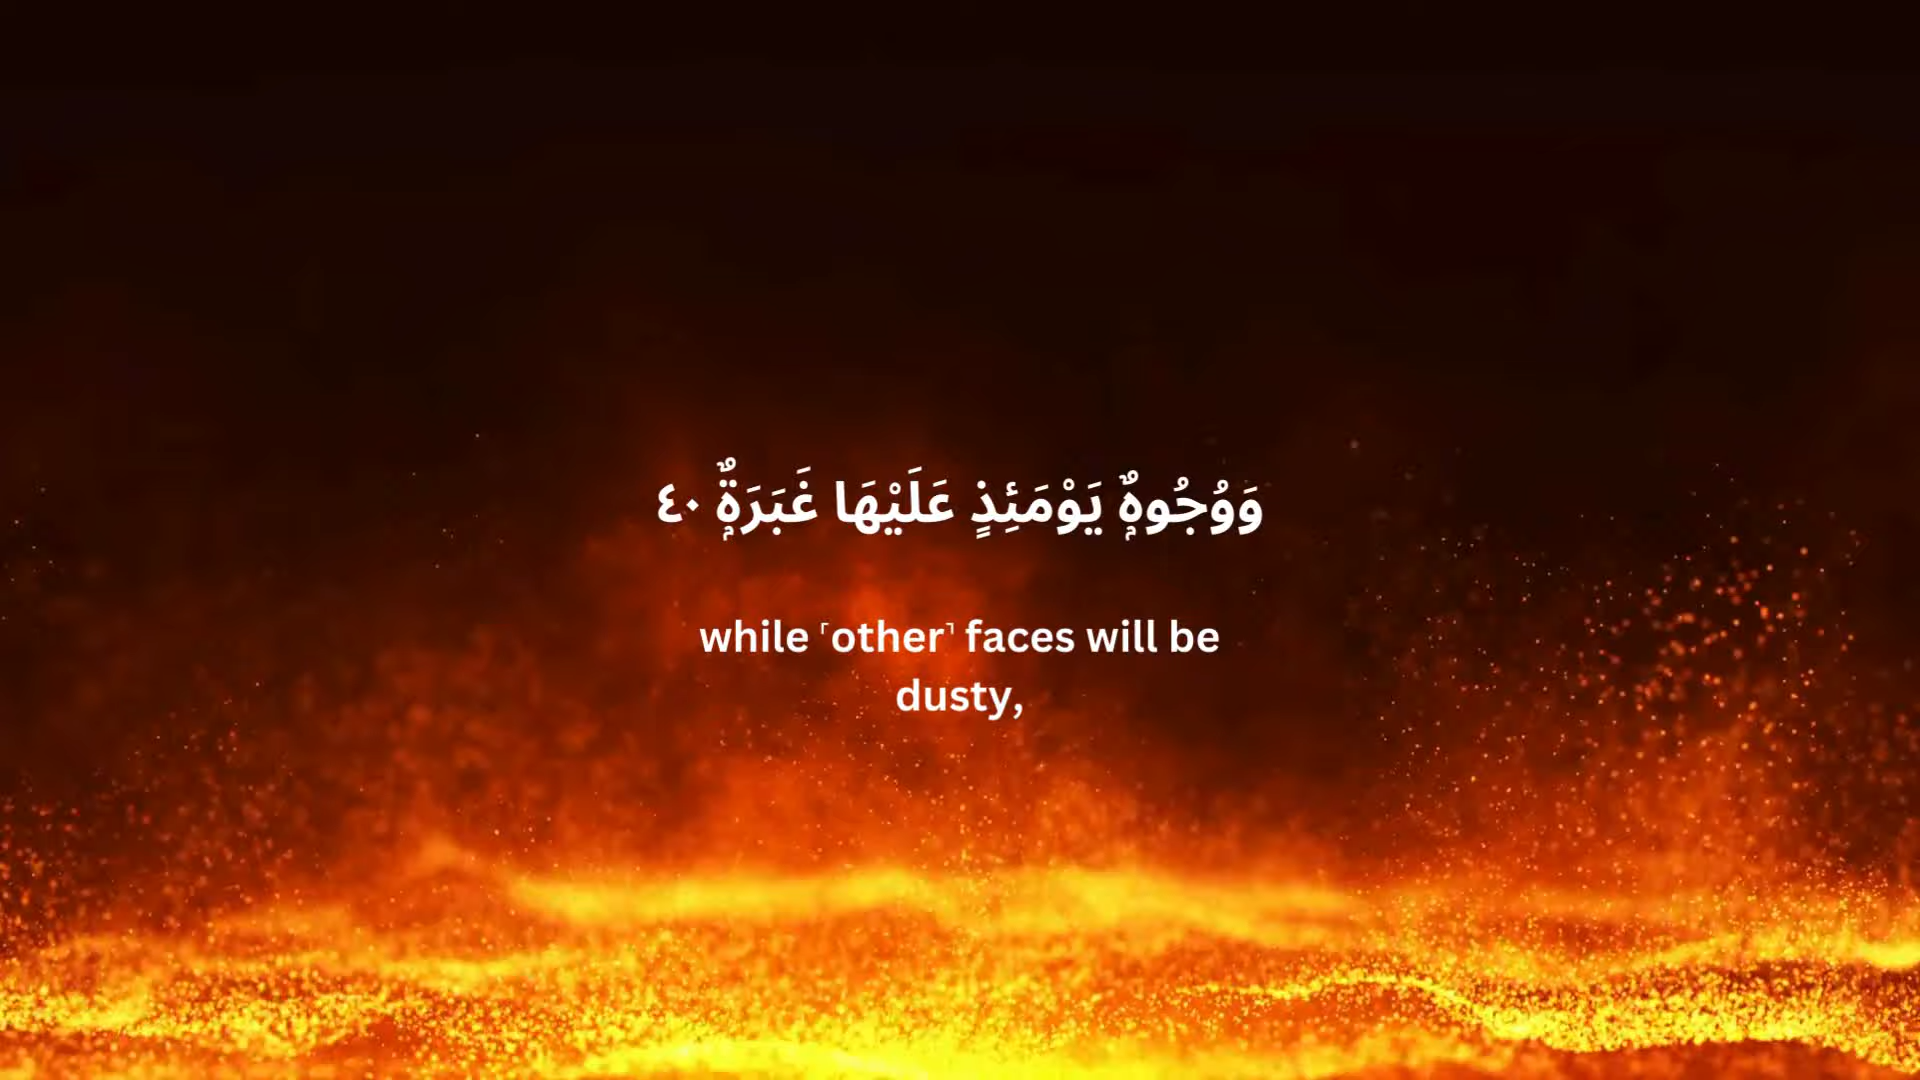 وَوُجُوهٌۭ يَوْمَئِذٍ عَلَيْهَا غَبَرَةٌۭ ٤٠
while ˹other˺ faces will be
dusty,